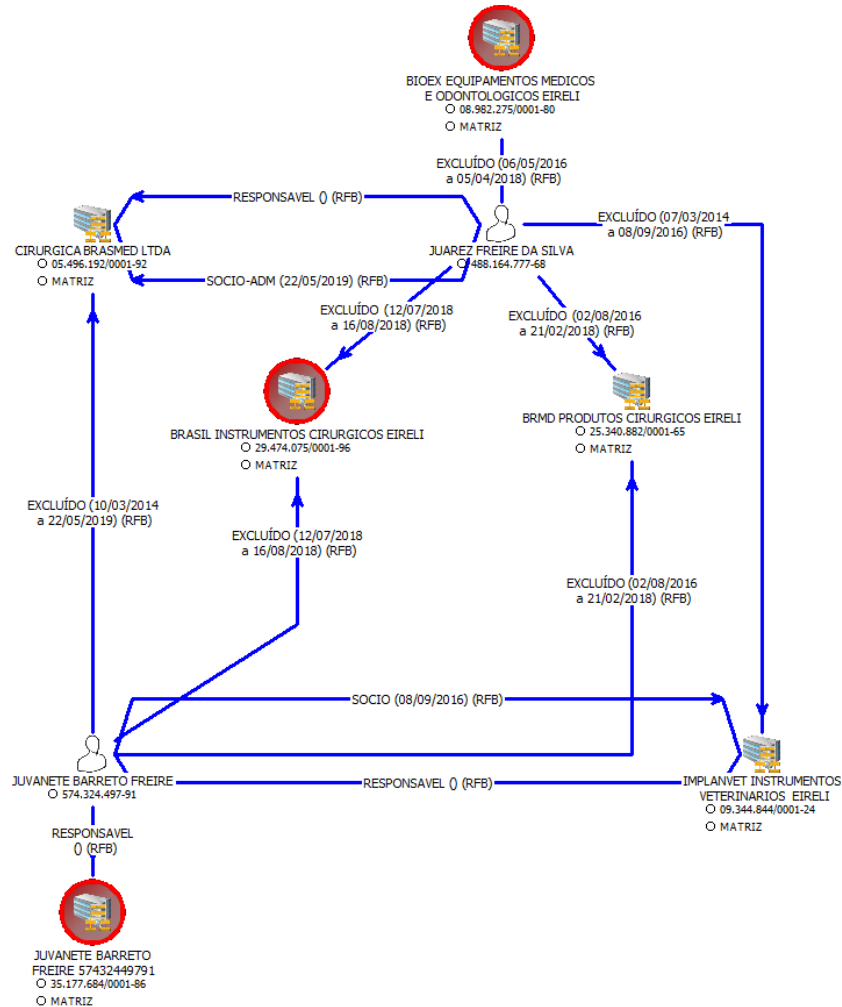 BIOEX EQUIPAMENTOS MEDICOS
E ODONTOLOGICOS EIRELI
08.982.275/0001-80
MATRIZ
EXCLUÍDO (06/05/2016
a 05/04/2018) (RFB)
RESPONSAVEL () (RFB)
EXCLUÍDO (07/03/2014
a 08/09/2016) (RFB)
CIRURGICA BRASMED LTDA
05.496.192/0001-92
MATRIZ
JUAREZ FREIRE DA SILVA
488.164.777-68
SOCIO-ADM (22/05/2019) (RFB)
EXCLUÍDO (12/07/2018
a 16/08/2018) (RFB)
EXCLUÍDO (02/08/2016
a 21/02/2018) (RFB)
BRASIL INSTRUMENTOS CIRURGICOS EIRELI
29.474.075/0001-96
MATRIZ
BRMD PRODUTOS CIRURGICOS EIRELI
25.340.882/0001-65
MATRIZ
EXCLUÍDO (10/03/2014
a 22/05/2019) (RFB)
EXCLUÍDO (12/07/2018
a 16/08/2018) (RFB)
EXCLUÍDO (02/08/2016
a 21/02/2018) (RFB)
SOCIO (08/09/2016) (RFB)
JUVANETE BARRETO FREIRE
574.324.497-91
RESPONSAVEL () (RFB)
IMPLANVET INSTRUMENTOS
VETERINARIOS EIRELI
09.344.844/0001-24
MATRIZ
RESPONSAVEL
() (RFB)
JUVANETE BARRETO
FREIRE 57432449791
35.177.684/0001-86
MATRIZ